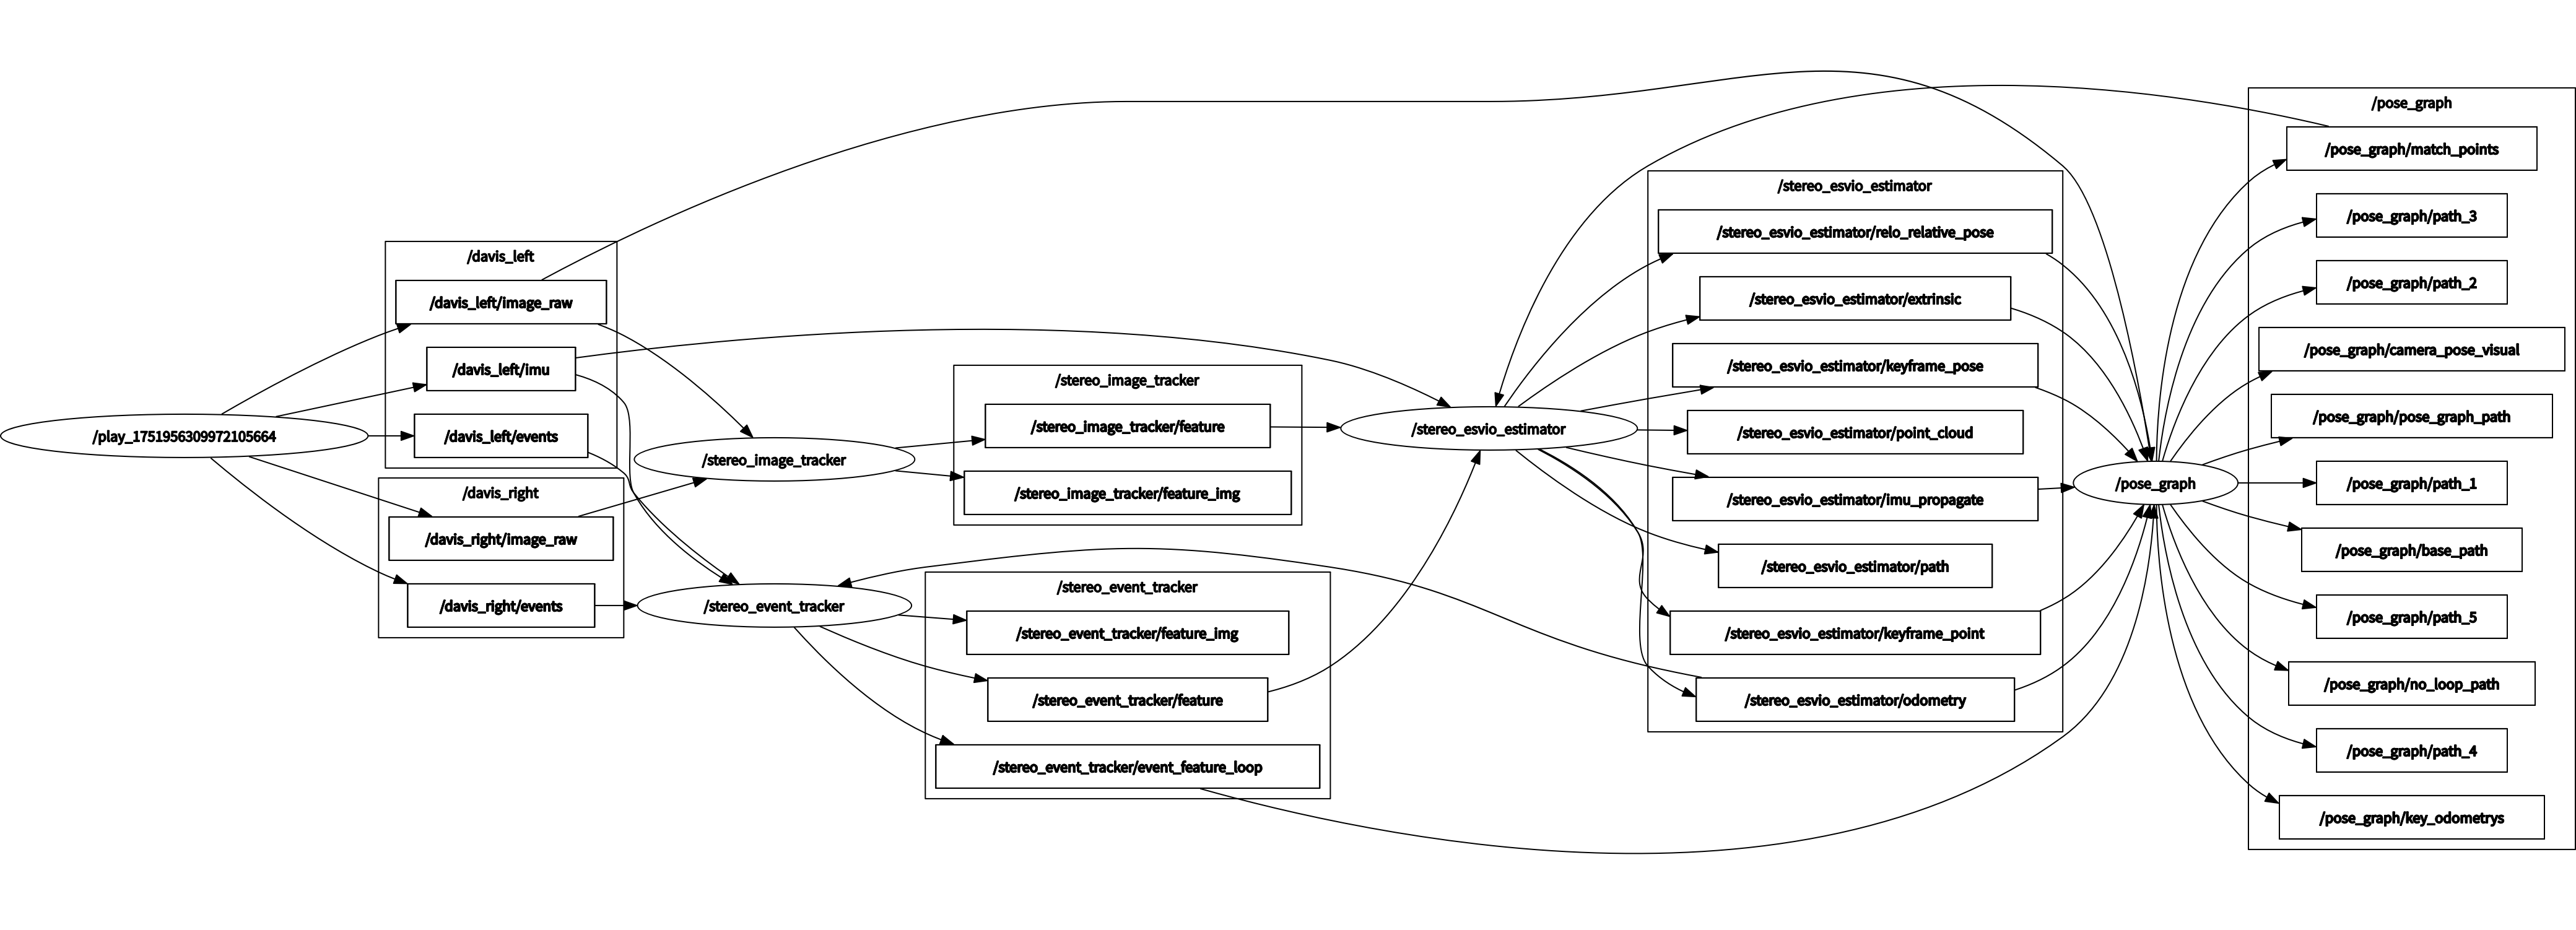 /play_1751956309972105664
/davis_left
/davis_left/image_raw
/davis_left/imu
/davis_left/events
/davis_right
/davis_right/image_raw
/davis_right/events
/stereo_image_tracker
/stereo_event_tracker
/stereo_image_tracker
/stereo_image_tracker/feature
/stereo_image_tracker/feature_img
/stereo_event_tracker
/stereo_event_tracker/feature_img
/stereo_event_tracker/feature
/stereo_event_tracker/event_feature_loop
/stereo_esvio_estimator
/stereo_esvio_estimator
/stereo_esvio_estimator/relo_relative_pose
/stereo_esvio_estimator/extrinsic
/stereo_esvio_estimator/keyframe_pose
/stereo_esvio_estimator/point_cloud
/stereo_esvio_estimator/imu_propagate
/stereo_esvio_estimator/path
/stereo_esvio_estimator/keyframe_point
/stereo_esvio_estimator/odometry
/pose_graph
/pose_graph
/pose_graph/match_points
/pose_graph/path_3
/pose_graph/path_2
/pose_graph/camera_pose_visual
/pose_graph/pose_graph_path
/pose_graph/path_1
/pose_graph/base_path
/pose_graph/path_5
/pose_graph/no_loop_path
/pose_graph/path_4
/pose_graph/key_odometrys